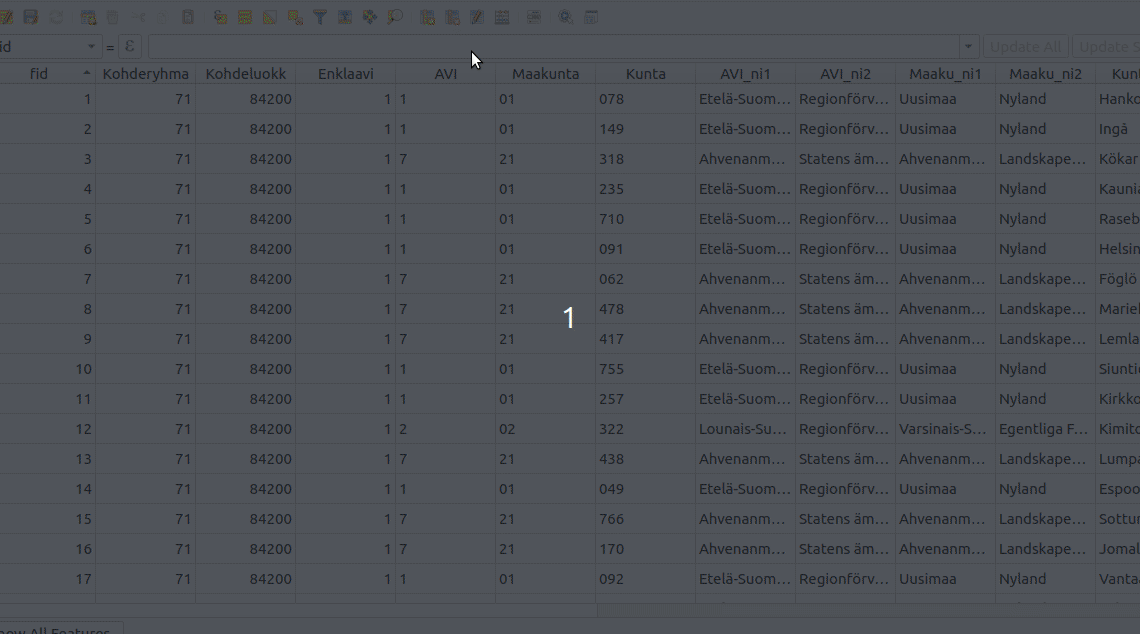 id = ε Update All Update S
fid Kohderyhma Kohdeluokk Enklaavi AVI Maakunta Kunta AVI_ni1 AVI_ni2 Maaku_ni1 Maaku_ni2 Kunt
1 71 84200 1 1 01 078 Etelä-Suom… Regionförv… Uusimaa Nyland Hanko
2 71 84200 1 1 01 149 Etelä-Suom… Regionförv… Uusimaa Nyland Ingå
3 71 84200 1 7 21 318 Ahvenanm… Statens äm… Ahvenanm… Landskape… Kökar
4 71 84200 1 1 01 235 Etelä-Suom… Regionförv… Uusimaa Nyland Kauni
5 71 84200 1 1 01 710 Etelä-Suom… Regionförv… Uusimaa Nyland Raseb
6 71 84200 1 1 01 091 Etelä-Suom… Regionförv… Uusimaa Nyland Helsin
7 71 84200 1 7 21 062 Ahvenanm… Statens äm… Ahvenanm… Landskape… Föglö
8 71 84200 1 7 21 478 Ahvenanm… Statens äm… Ahvenanm… Landskape… Marie
1
9 71 84200 1 7 21 417 Ahvenanm… Statens äm… Ahvenanm… Landskape… Lemla
10 71 84200 1 1 01 755 Etelä-Suom… Regionförv… Uusimaa Nyland Siunti
11 71 84200 1 1 01 257 Etelä-Suom… Regionförv… Uusimaa Nyland Kirkko
12 71 84200 1 2 02 322 Lounais-Su… Regionförv… Varsinais-S… Egentliga F… Kimito
13 71 84200 1 7 21 438 Ahvenanm… Statens äm… Ahvenanm… Landskape… Lumpa
14 71 84200 1 1 01 049 Etelä-Suom… Regionförv… Uusimaa Nyland Espoo
15 71 84200 1 7 21 766 Ahvenanm… Statens äm… Ahvenanm… Landskape… Sottun
16 71 84200 1 7 21 170 Ahvenanm… Statens äm… Ahvenanm… Landskape… Jomal
17 71 84200 1 1 01 092 Etelä-Suom… Regionförv… Uusimaa Nyland Vanta
how All Features